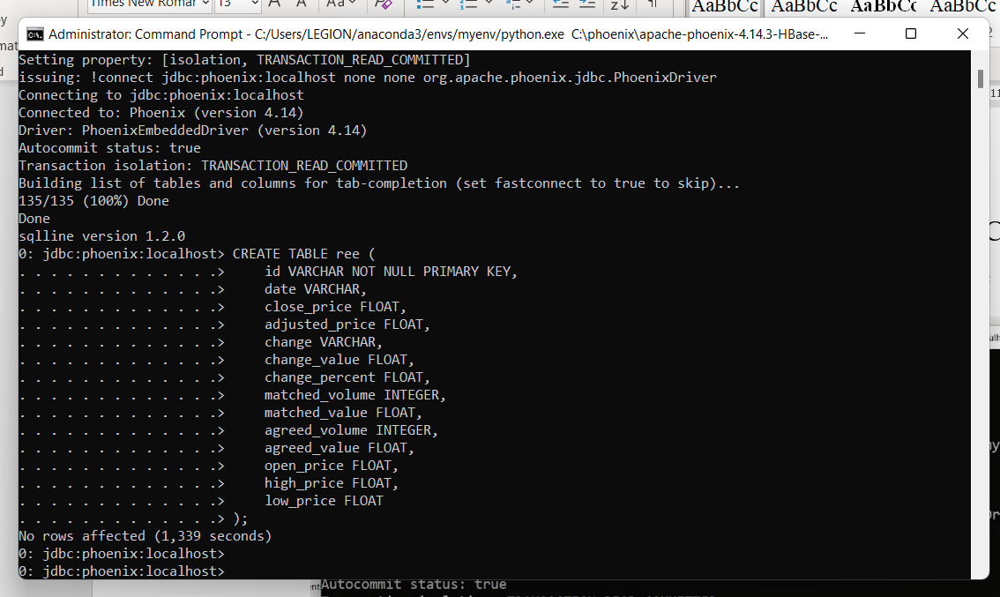 Times New Roman 13 A A Aa
AaBbCc AaBbCc AaBbCc AaBbCc
Administrator: Command Prompt - C:/Users/LEGION/anaconda3/envs/myenv/python.exe C:\phoenix\apache-phoenix-4.14.3-HBase-...
Setting property: [isolation, TRANSACTION_READ_COMMITTED]
issuing: !connect jdbc:phoenix:localhost none none org.apache.phoenix.jdbc.PhoenixDriver
Connecting to jdbc:phoenix:localhost
Connected to: Phoenix (version 4.14)
Driver: PhoenixEmbeddedDriver (version 4.14)
Autocommit status: true
Transaction isolation: TRANSACTION_READ_COMMITTED
Building list of tables and columns for tab-completion (set fastconnect to true to skip)...
135/135 (100%) Done
Done
sqlline version 1.2.0
0: jdbc:phoenix:localhost> CREATE TABLE ree (
. . . . . . . . . . . . .>     id VARCHAR NOT NULL PRIMARY KEY,
. . . . . . . . . . . . .>     date VARCHAR,
. . . . . . . . . . . . .>     close_price FLOAT,
. . . . . . . . . . . . .>     adjusted_price FLOAT,
. . . . . . . . . . . . .>     change VARCHAR,
. . . . . . . . . . . . .>     change_value FLOAT,
. . . . . . . . . . . . .>     change_percent FLOAT,
. . . . . . . . . . . . .>     matched_volume INTEGER,
. . . . . . . . . . . . .>     matched_value FLOAT,
. . . . . . . . . . . . .>     agreed_volume INTEGER,
. . . . . . . . . . . . .>     agreed_value FLOAT,
. . . . . . . . . . . . .>     open_price FLOAT,
. . . . . . . . . . . . .>     high_price FLOAT,
. . . . . . . . . . . . .>     low_price FLOAT
. . . . . . . . . . . . .> );
No rows affected (1,339 seconds)
0: jdbc:phoenix:localhost>
0: jdbc:phoenix:localhost>
Autocommit status: true